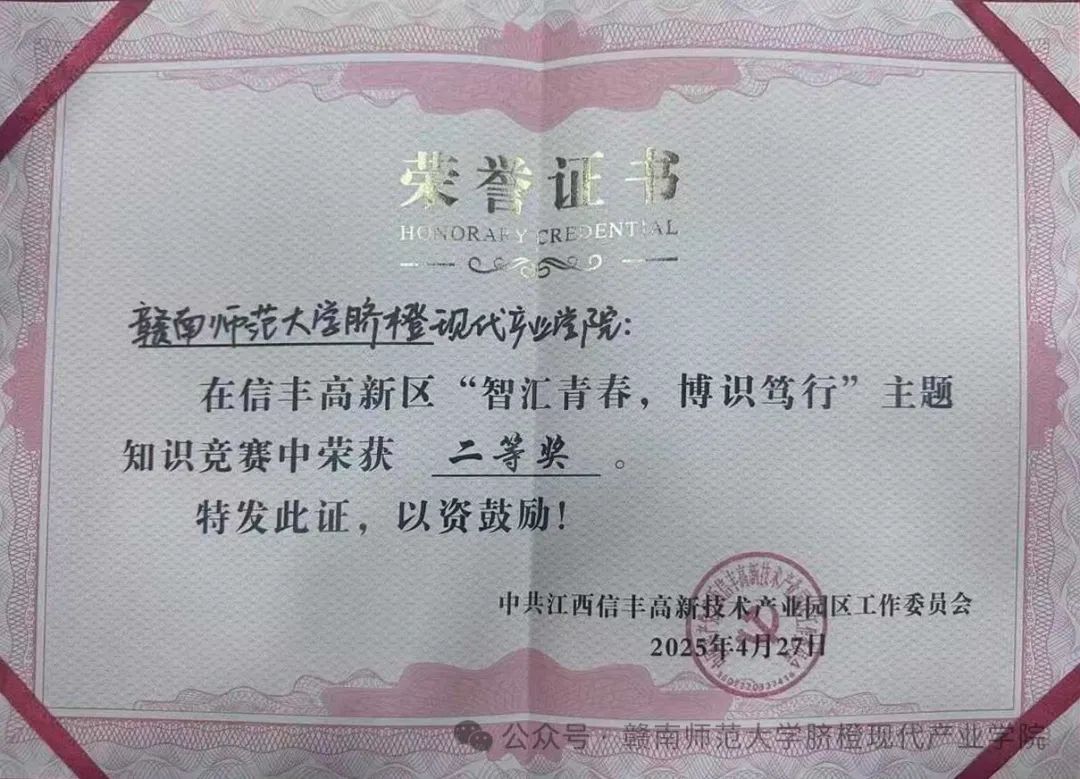 荣誉证书
HONORARY CREDENTIAL
赣南师范大学脐橙现代产业学院：
在信丰高新区“智汇青春，博识笃行”主题
知识竞赛中荣获 二等奖 。
特发此证，以资鼓励！
中共江西信丰高新技术产业园区工作委员会
2025年4月27日
公众号·赣南师范大学脐橙现代产业学院